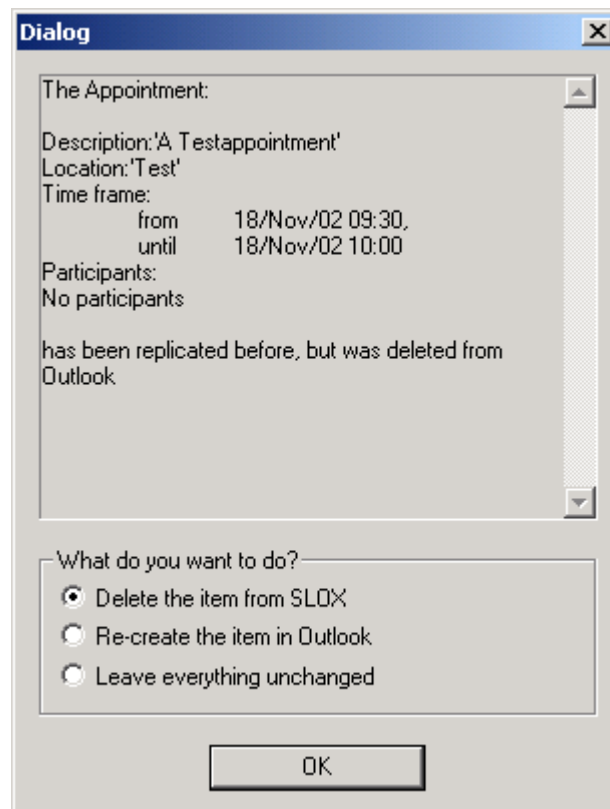 Dialog
The Appointment:
Description:'A Testappointment'
Location:'Test'
Time frame:
from 18/Nov/02 09:30,
until 18/Nov/02 10:00
Participants:
No participants
has been replicated before, but was deleted from
Outlook
What do you want to do?
Delete the item from SLOX
Re-create the item in Outlook
Leave everything unchanged
OK